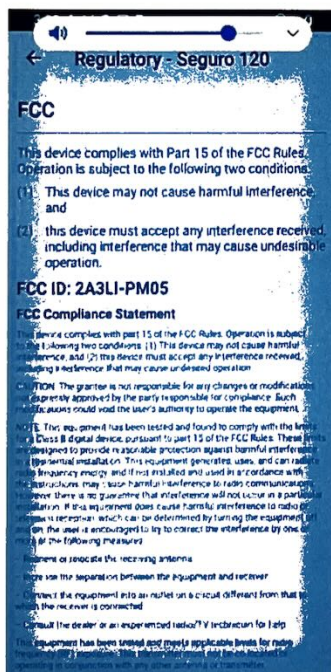 Regulatory - Seguro 120
FCC
This device complies with Part 15 of the FCC Rules.
Operation is subject to the following two conditions:
(1) This device may not cause harmful interference,
and
(2) this device must accept any interference received,
including interference that may cause undesirable
operation.
FCC ID: 2A3LI-PM05
FCC Compliance Statement
This device complies with part 15 of the FCC Rules. Operation is subject
to the following two conditions: (1) This device may not cause harmful
interference, and (2) this device must accept any interference received,
including interference that may cause undesired operation
CAUTION: The grantee is not responsible for any changes or modifications
not expressly approved by the party responsible for compliance. Such
modifications could void the user's authority to operate the equipment.
NOTE: This equipment has been tested and found to comply with the limits
for a Class B digital device, pursuant to part 15 of the FCC Rules. These limits
are designed to provide reasonable protection against harmful interference
in a residential installation. This equipment generates, uses, and can radiate
radio frequency energy, and if not installed and used in accordance with
the instructions, may cause harmful interference to radio communications.
However, there is no guarantee that interference will not occur in a particular
installation. If this equipment does cause harmful interference to radio or
television reception, which can be determined by turning the equipment off
and on, the user is encouraged to try to correct the interference by one or
more of the following measures
- Reorient or relocate the receiving antenna
- Increase the separation between the equipment and receiver
- Connect the equipment into an outlet on a circuit different from that to
which the receiver is connected
- Consult the dealer or an experienced radio/TV technician for help
This equipment has been tested and meets applicable limits for radio
operating in conjunction with any other antenna or transmitter.